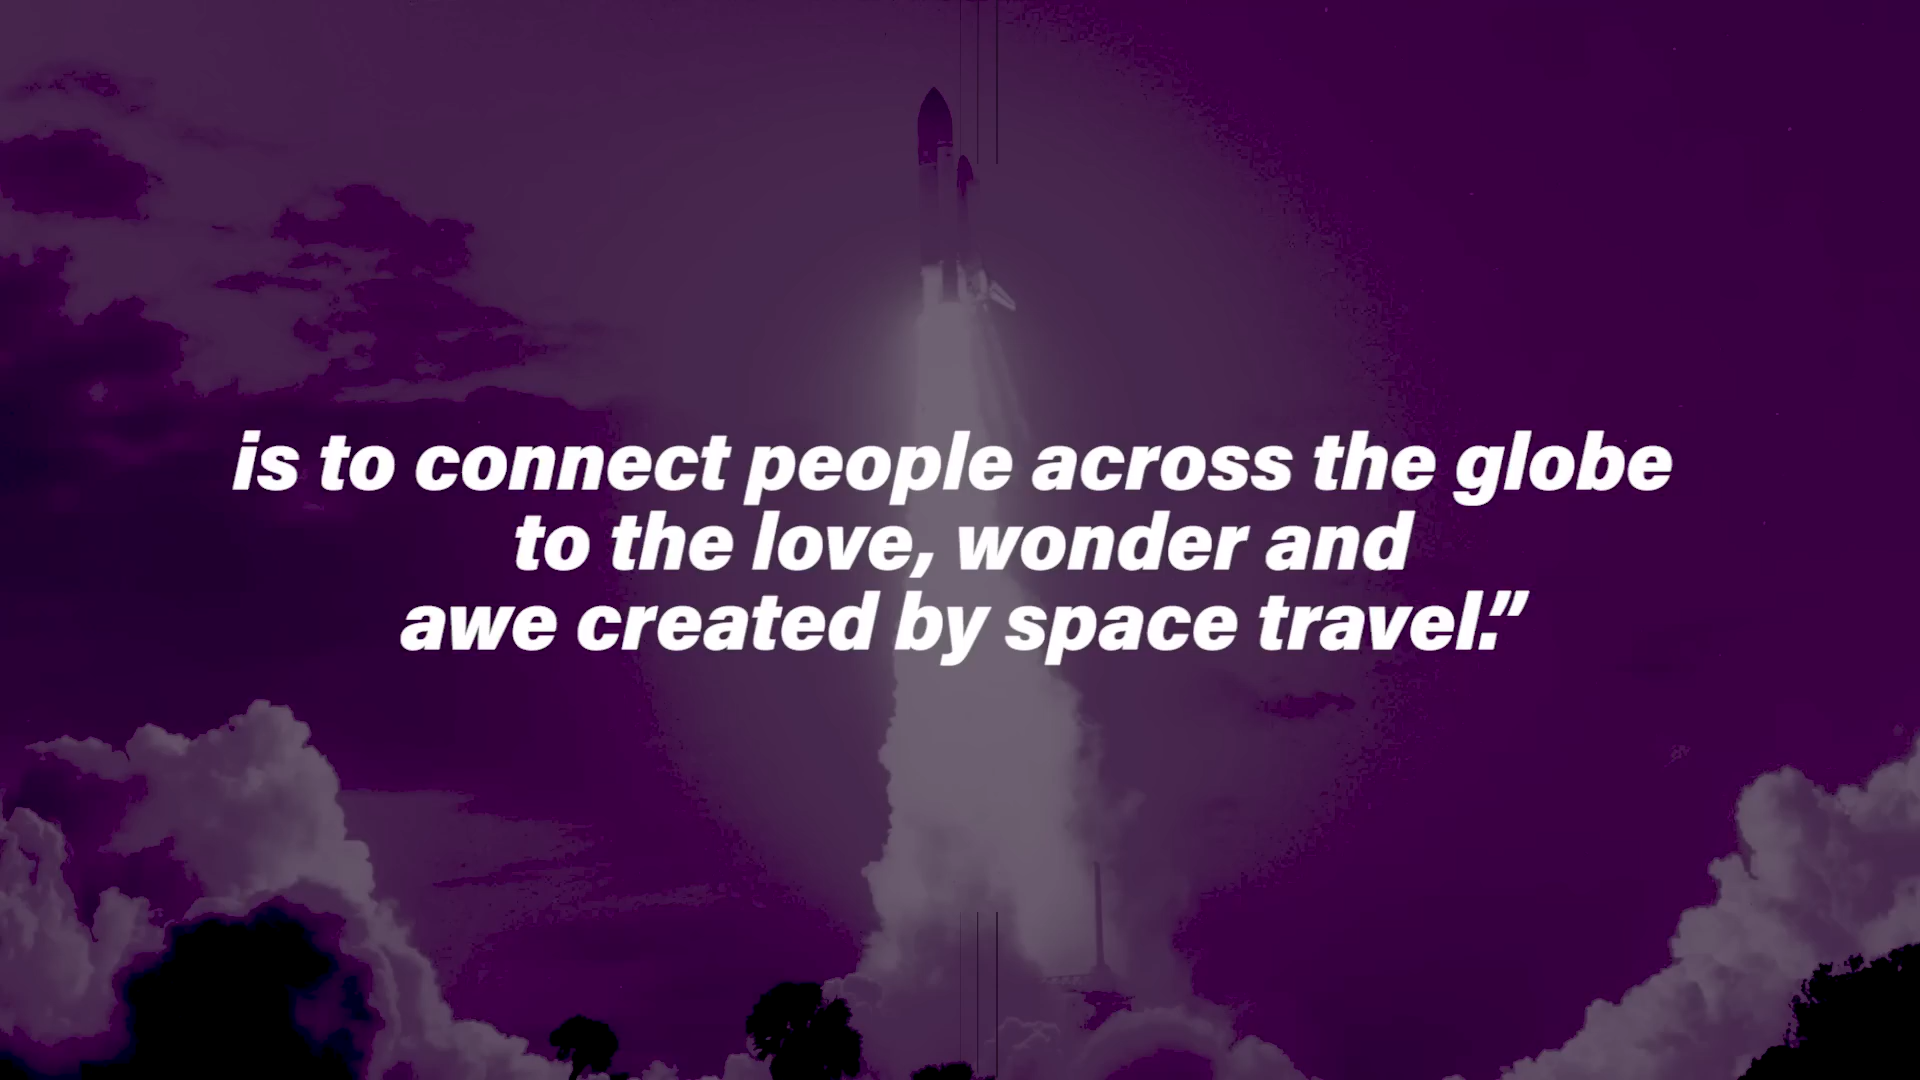 is to connect people across the globe
to the love, wonder and
awe created by space travel.”